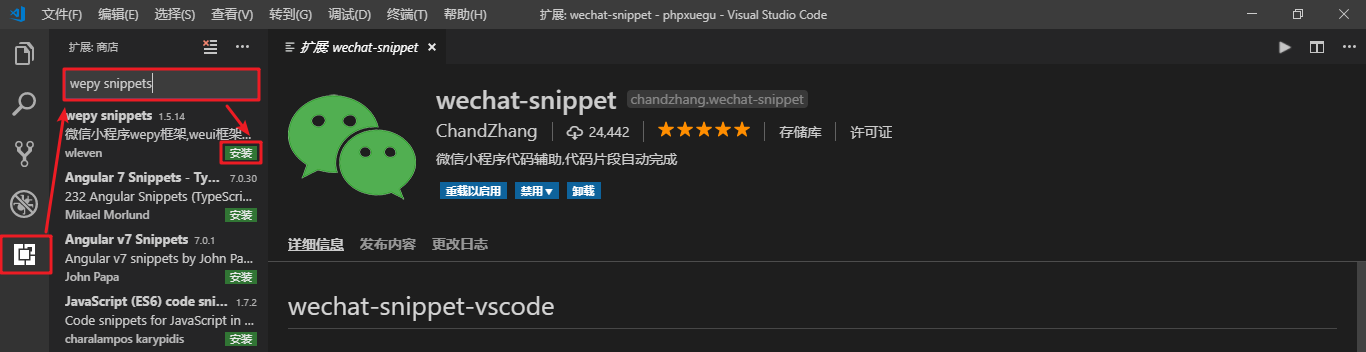 文件(F) 编辑(E) 选择(S) 查看(V) 转到(G) 调试(D) 终端(T) 帮助(H) 扩展: wechat-snippet - phpxuegu - Visual Studio Code
扩展: 商店
扩展: wechat-snippet
wepy snippets
wepy snippets 1.5.14
微信小程序wepy框架,weui框架...
wleven 安装
Angular 7 Snippets - Ty... 7.0.30
232 Angular Snippets (TypeScri...
Mikael Morlund 安装
Angular v7 Snippets 7.0.1
Angular v7 snippets by John Pa...
John Papa 安装
JavaScript (ES6) code sni... 1.7.2
Code snippets for JavaScript in ...
charalampos karypidis 安装
wechat-snippet chandzhang.wechat-snippet
ChandZhang 24,442 存储库 许可证
微信小程序代码辅助,代码片段自动完成
重载以启用 禁用 卸载
详细信息 发布内容 更改日志
wechat-snippet-vscode